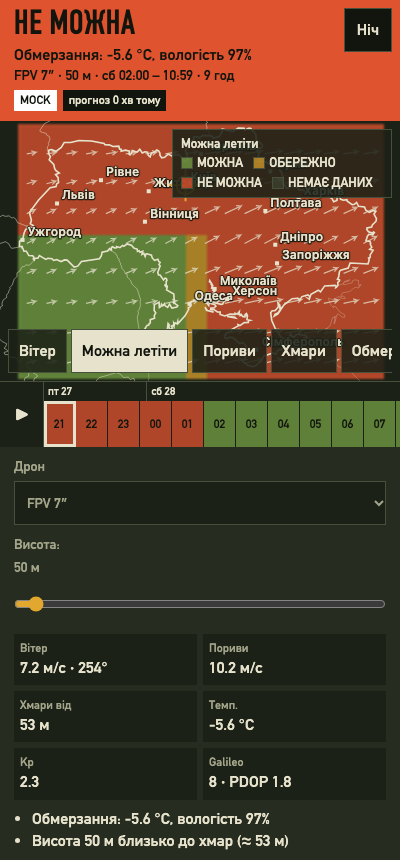 НЕ МОЖНА
Ніч
Обмерзання: -5.6 °C, вологість 97%
FPV 7″ · 50 м · сб 02:00 – 10:59 · 9 год
MOCK
прогноз 0 хв тому
Можна летіти
МОЖНА
ОБЕРЕЖНО
НЕ МОЖНА
НЕМАЄ ДАНИХ
Рівне
Львів
Полтава
Вінниця
Ужгород
Дніпро
Запоріжжя
Миколаїв
Одеса
Херсон
Вітер
Можна летіти
Пориви
Хмари
пт 27
сб 28
21 22 23 00 01 02 03 04 05 06 07
Дрон
FPV 7″
Висота:
50 м
Вітер
7.2 м/с · 254°
Пориви
10.2 м/с
Хмари від
53 м
Темп.
-5.6 °C
Kp
2.3
Galileo
8 · PDOP 1.8
• Обмерзання: -5.6 °C, вологість 97%
• Висота 50 м близько до хмар (≈ 53 м)